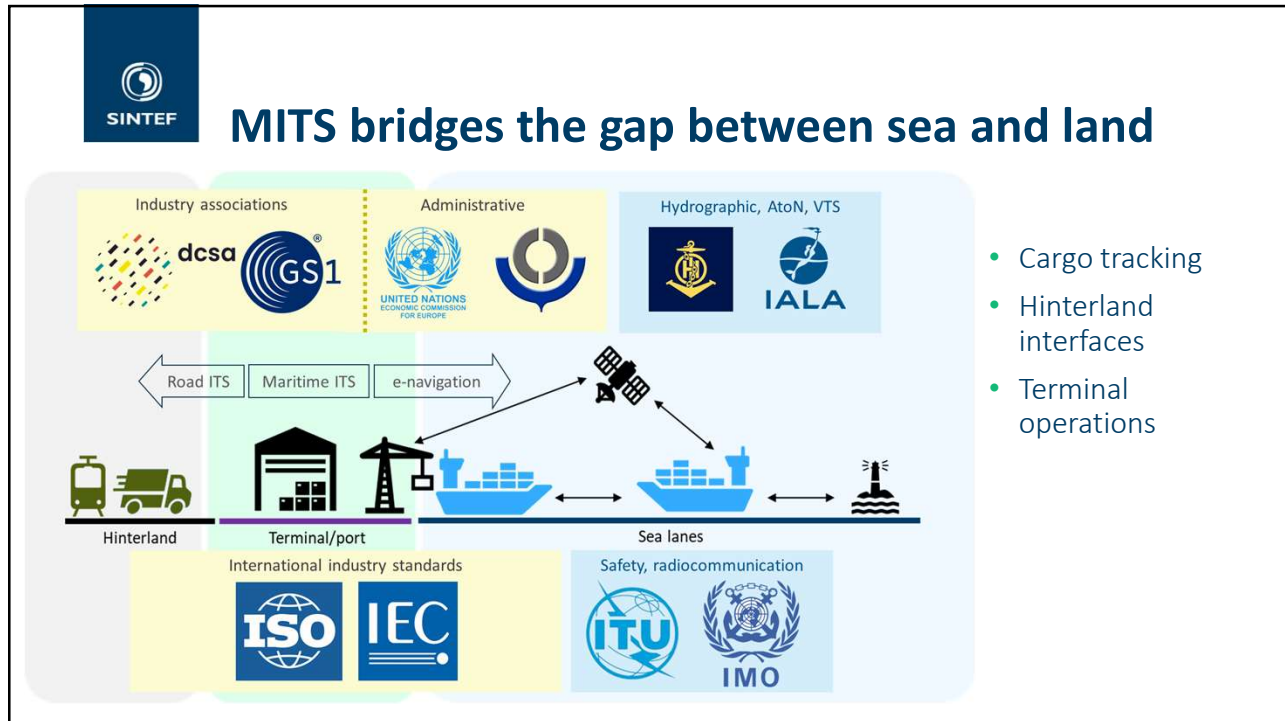 SINTEF
MITS bridges the gap between sea and land
Industry associations
Administrative
Hydrographic, AtoN, VTS
dcsa
GS1
®
UNITED NATIONS
ECONOMIC COMMISSION
FOR EUROPE
IALA
• Cargo tracking
• Hinterland
interfaces
• Terminal
operations
Road ITS
Maritime ITS
e-navigation
Hinterland
Terminal/port
Sea lanes
International industry standards
Safety, radiocommunication
ISO
IEC
ITU
IMO